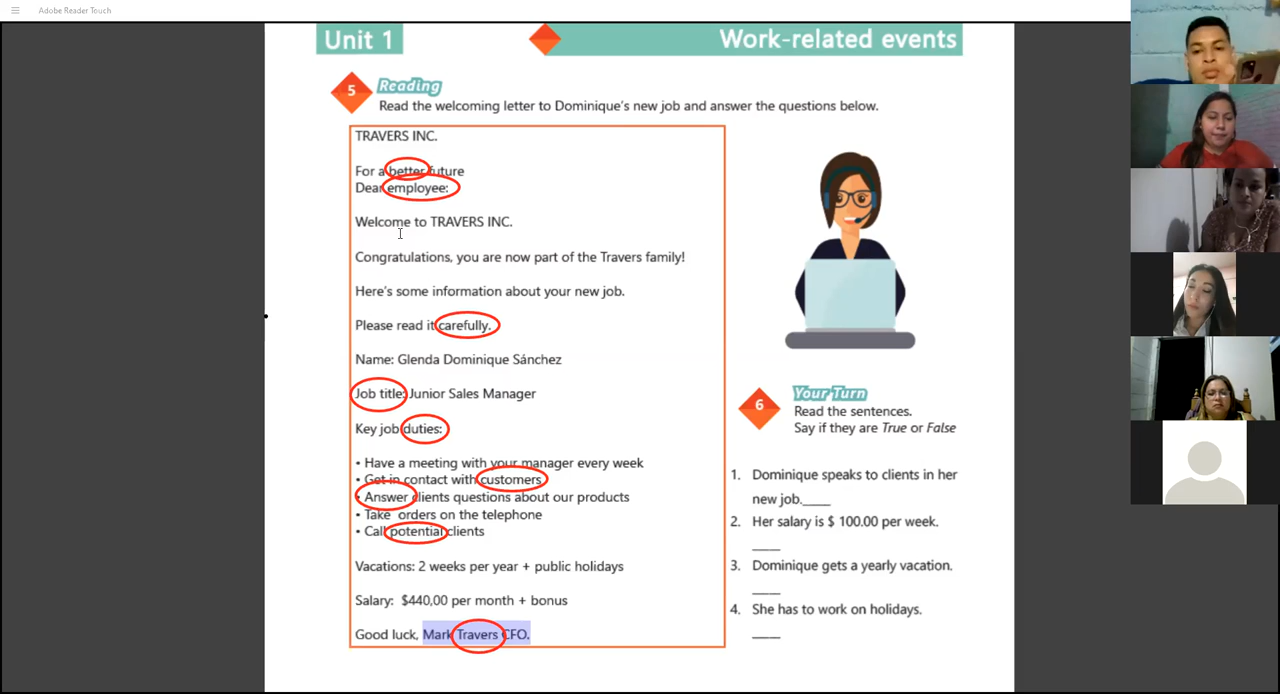 Adobe Reader Touch
Unit 1
Work-related events
5
Reading
Read the welcoming letter to Dominique's new job and answer the questions below.
TRAVERS INC.
For a better future
Dear employee:
Welcome to TRAVERS INC.
Congratulations, you are now part of the Travers family!
Here's some information about your new job.
Please read it carefully.
Name: Glenda Dominique Sánchez
Job title: Junior Sales Manager
Key job duties:
• Have a meeting with your manager every week
• Get in contact with customers
• Answer clients questions about our products
• Take orders on the telephone
• Call potential clients
Vacations: 2 weeks per year + public holidays
Salary: $440,00 per month + bonus
Good luck, Mark Travers CFO.
6
Your Turn
Read the sentences.
Say if they are True or False
1. Dominique speaks to clients in her
new job.____
2. Her salary is $ 100.00 per week.
____
3. Dominique gets a yearly vacation.
____
4. She has to work on holidays.
____